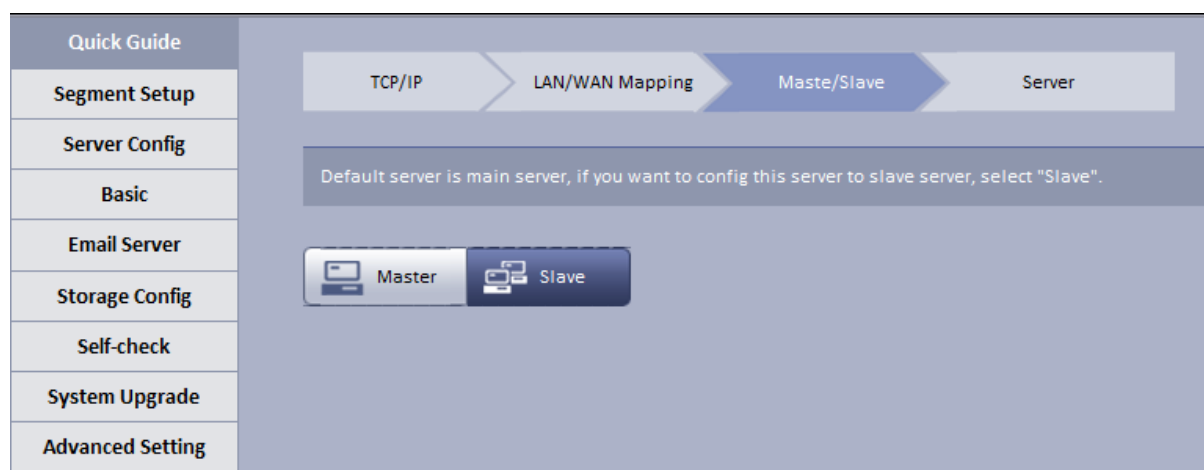 Quick Guide
Segment Setup
Server Config
Basic
Email Server
Storage Config
Self-check
System Upgrade
Advanced Setting
TCP/IP
LAN/WAN Mapping
Maste/Slave
Server
Default server is main server, if you want to config this server to slave server, select "Slave".
Master
Slave